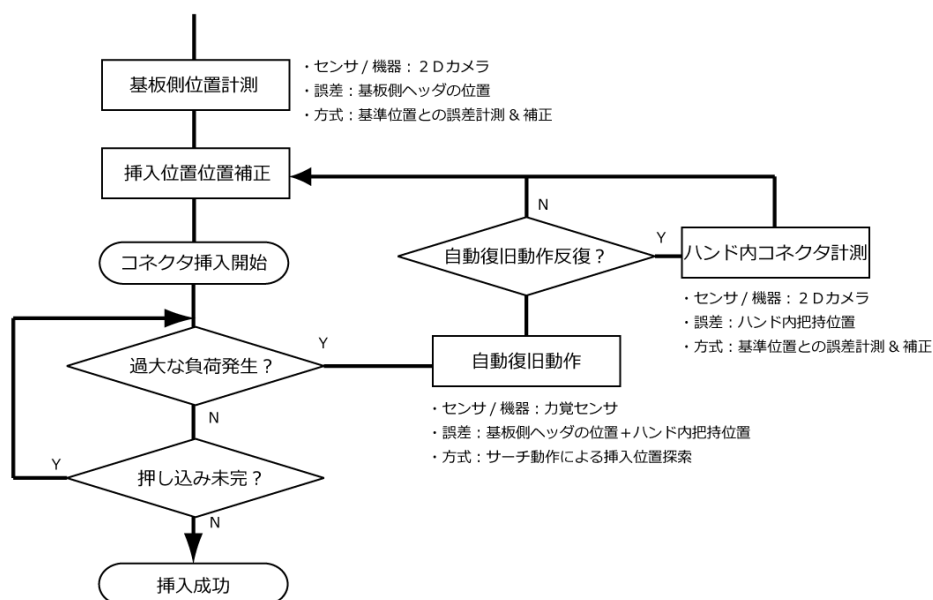 基板側位置計測
・センサ / 機器：２Ｄカメラ
・誤差：基板側ヘッダの位置
・方式：基準位置との誤差計測 & 補正
挿入位置位置補正
N
自動復旧動作反復？
Y
ハンド内コネクタ計測
コネクタ挿入開始
・センサ / 機器：２Ｄカメラ
・誤差：ハンド内把持位置
・方式：基準位置との誤差計測 & 補正
過大な負荷発生？
Y
自動復旧動作
・センサ / 機器：力覚センサ
・誤差：基板側ヘッダの位置＋ハンド内把持位置
・方式：サーチ動作による挿入位置探索
N
Y
押し込み未完？
N
挿入成功